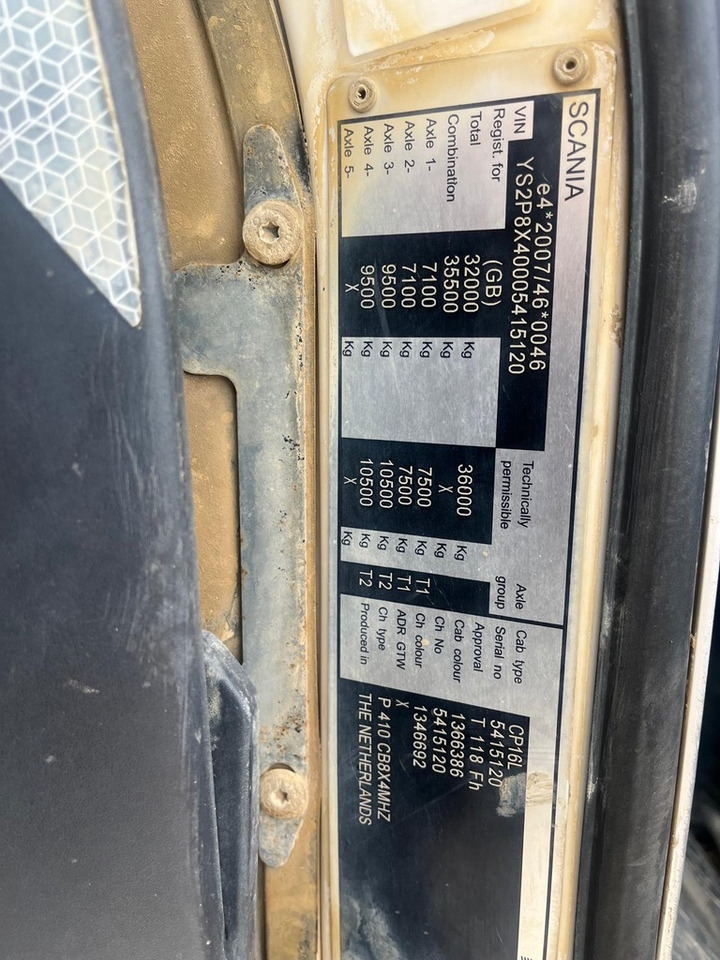 SCANIA
e4*2007/46*0046
VIN YS2P8X40005415120
Regist. for (GB) Technically permissible Axle group
Total 32000 Kg 36000 Kg
Combination 35500 Kg X Kg
Axle 1- 7100 Kg 7500 Kg T1
Axle 2- 7100 Kg 7500 Kg T1
Axle 3- 9500 Kg 10500 Kg T2
Axle 4- 9500 Kg 10500 Kg T2
Axle 5- X Kg X Kg
Cab type CP16L
Serial no 5415120
Approval T 118 Fh
Cab colour 1366386
Ch No 5415120
Ch colour 1346692
ADR GTW X
Ch type P 410 CB8X4MHZ
Produced in THE NETHERLANDS